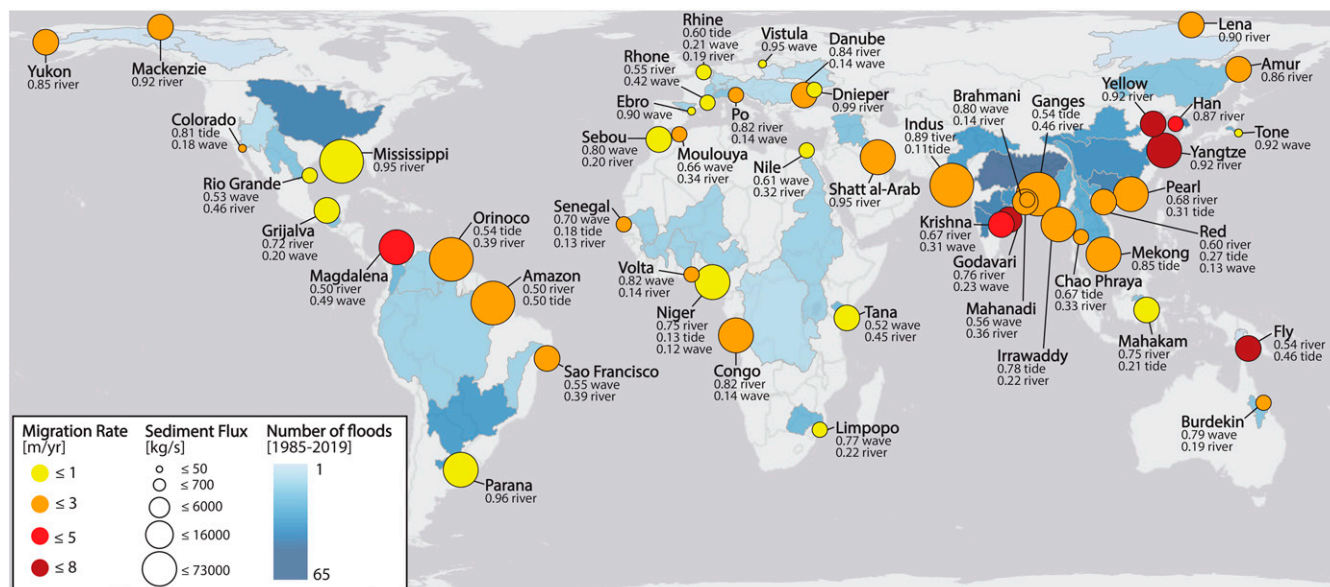 Yukon
0.85 river
Mackenzie
0.92 river
Colorado
0.81 tide
0.18 wave
Mississippi
0.95 river
Rio Grande
0.53 wave
0.46 river
Grijalva
0.72 river
0.20 wave
Magdalena
0.50 river
0.49 wave
Orinoco
0.54 tide
0.39 river
Amazon
0.50 river
0.50 tide
Sao Francisco
0.55 wave
0.39 river
Parana
0.96 river
Rhine
0.60 tide
0.21 wave
0.19 river
Vistula
0.95 wave
Danube
0.84 river
0.14 wave
Rhone
0.55 river
0.42 wave
Ebro
0.90 wave
Po
0.82 river
0.14 wave
Dnieper
0.99 river
Sebou
0.80 wave
0.20 river
Moulouya
0.66 wave
0.34 river
Nile
0.61 wave
0.32 river
Shatt al-Arab
0.95 river
Senegal
0.70 wave
0.18 tide
0.13 river
Volta
0.82 wave
0.14 river
Niger
0.75 river
0.13 tide
0.12 wave
Congo
0.82 river
0.14 wave
Tana
0.52 wave
0.45 river
Limpopo
0.77 wave
0.22 river
Indus
0.89 river
0.11tide
Brahmani
0.80 wave
0.14 river
Ganges
0.54 tide
0.46 river
Krishna
0.67 river
0.31 wave
Godavari
0.76 river
0.23 wave
Mahanadi
0.56 wave
0.36 river
Irrawaddy
0.78 tide
0.22 river
Chao Phraya
0.67 tide
0.33 river
Mekong
0.85 tide
Red
0.60 river
0.27 tide
0.13 wave
Pearl
0.68 river
0.31 tide
Yangtze
0.92 river
Yellow
0.92 river
Han
0.87 river
Tone
0.92 wave
Amur
0.86 river
Lena
0.90 river
Mahakam
0.75 river
0.21 tide
Fly
0.54 river
0.46 tide
Burdekin
0.79 wave
0.19 river
Migration Rate
[m/yr]
≤ 1
≤ 3
≤ 5
≤ 8
Sediment Flux
[kg/s]
≤ 50
≤ 700
≤ 6000
≤ 16000
≤ 73000
Number of floods
[1985-2019]
1
65